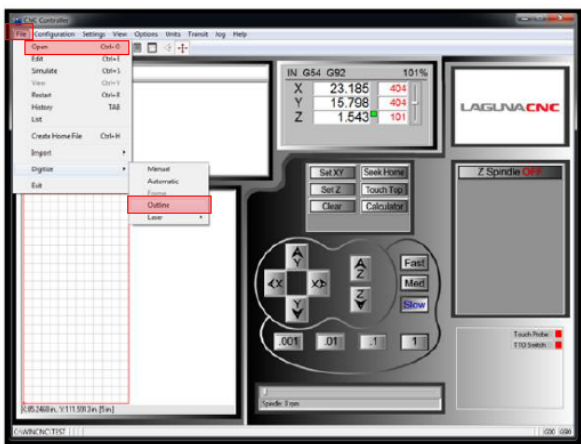 CNC Controller
File Configuration Settings View Options Units Transit Jog Help
Open Ctrl-O
Edit Ctrl-E
Simulate Ctrl-S
View Ctrl-V
Restart Ctrl-R
History TAB
List
Create Home File Ctrl-H
Import
Digitize
Exit
Manual
Automatic
Frame
Outline
Laser
IN G54 G92 101%
X 23.185 404
Y 15.798 404
Z 1.543 101
LAGUNACNC
Set XY Seek Home
Set Z Touch Top
Clear Calculator
Z Spindle OFF
Y
A Z
<X X>
Z
Y
Fast
Med
Slow
.001 .01 .1 1
Touch Probe
TTO Switch
Spindle: 0 rpm
C:\WINCNC\TEST
G90